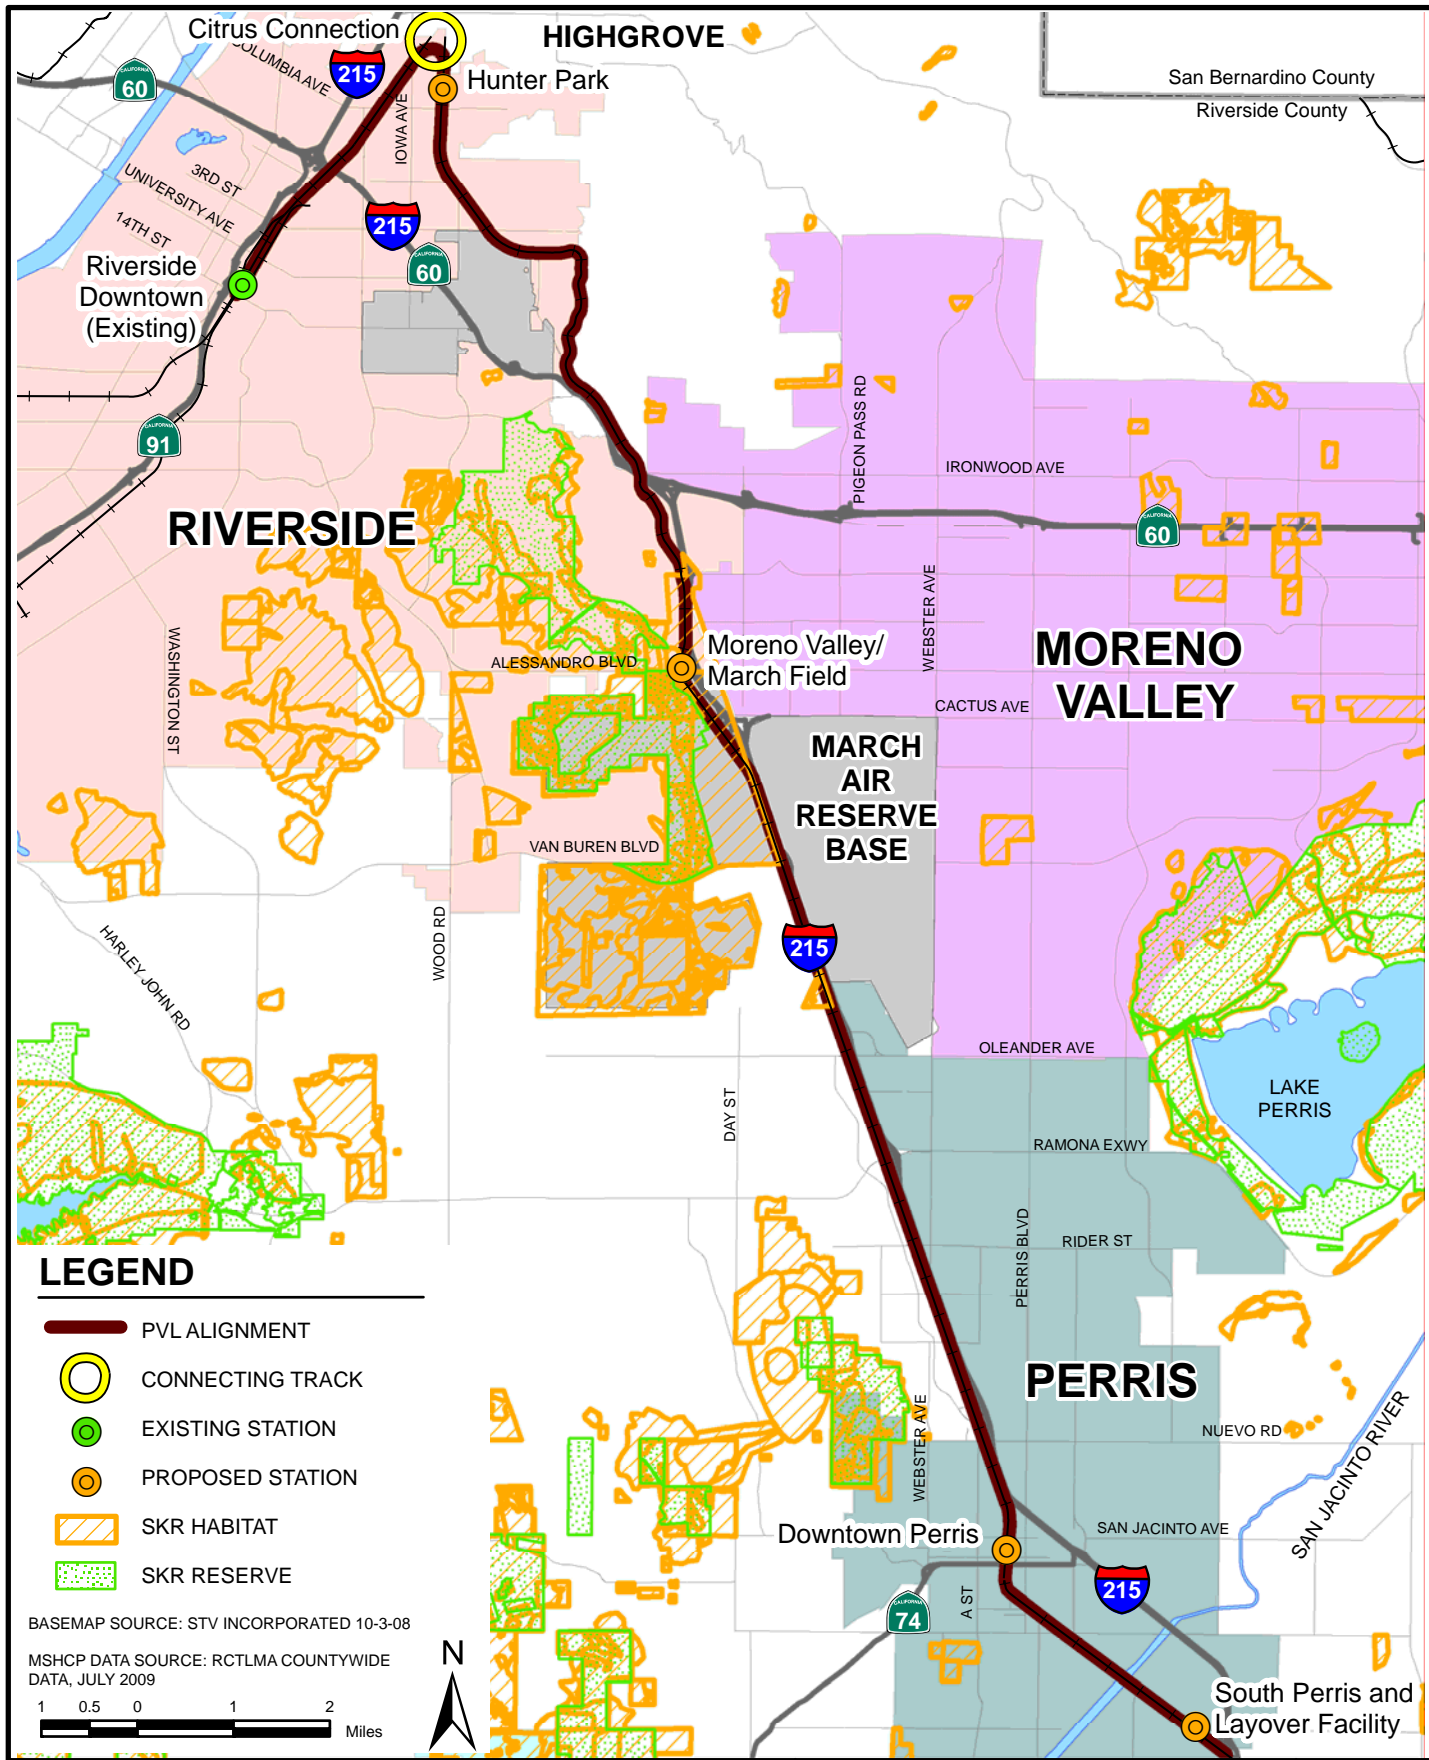 Citrus Connection
HIGHGROVE
San Bernardino County
Riverside County
COLUMBIA AVE
CALIFORNIA
60
215
Hunter Park
IOWA AVE
3RD ST
UNIVERSITY AVE
14TH ST
215
CALIFORNIA
60
Riverside
Downtown
(Existing)
CALIFORNIA
91
PIGEON PASS RD
IRONWOOD AVE
RIVERSIDE
CALIFORNIA
60
WEBSTER AVE
WASHINGTON ST
ALESSANDRO BLVD
Moreno Valley/
March Field
MORENO
VALLEY
CACTUS AVE
MARCH
AIR
RESERVE
BASE
VAN BUREN BLVD
WOOD RD
HARLEY JOHN RD
215
OLEANDER AVE
LAKE
PERRIS
DAY ST
RAMONA EXWY
PERRIS BLVD
RIDER ST
PERRIS
WEBSTER AVE
NUEVO RD
SAN JACINTO RIVER
Downtown Perris
SAN JACINTO AVE
215
A ST
CALIFORNIA
74
South Perris and
Layover Facility
LEGEND
PVL ALIGNMENT
CONNECTING TRACK
EXISTING STATION
PROPOSED STATION
SKR HABITAT
SKR RESERVE
BASEMAP SOURCE: STV INCORPORATED 10-3-08
MSHCP DATA SOURCE: RCTLMA COUNTYWIDE
DATA, JULY 2009
N
1 0.5 0 1 2
Miles